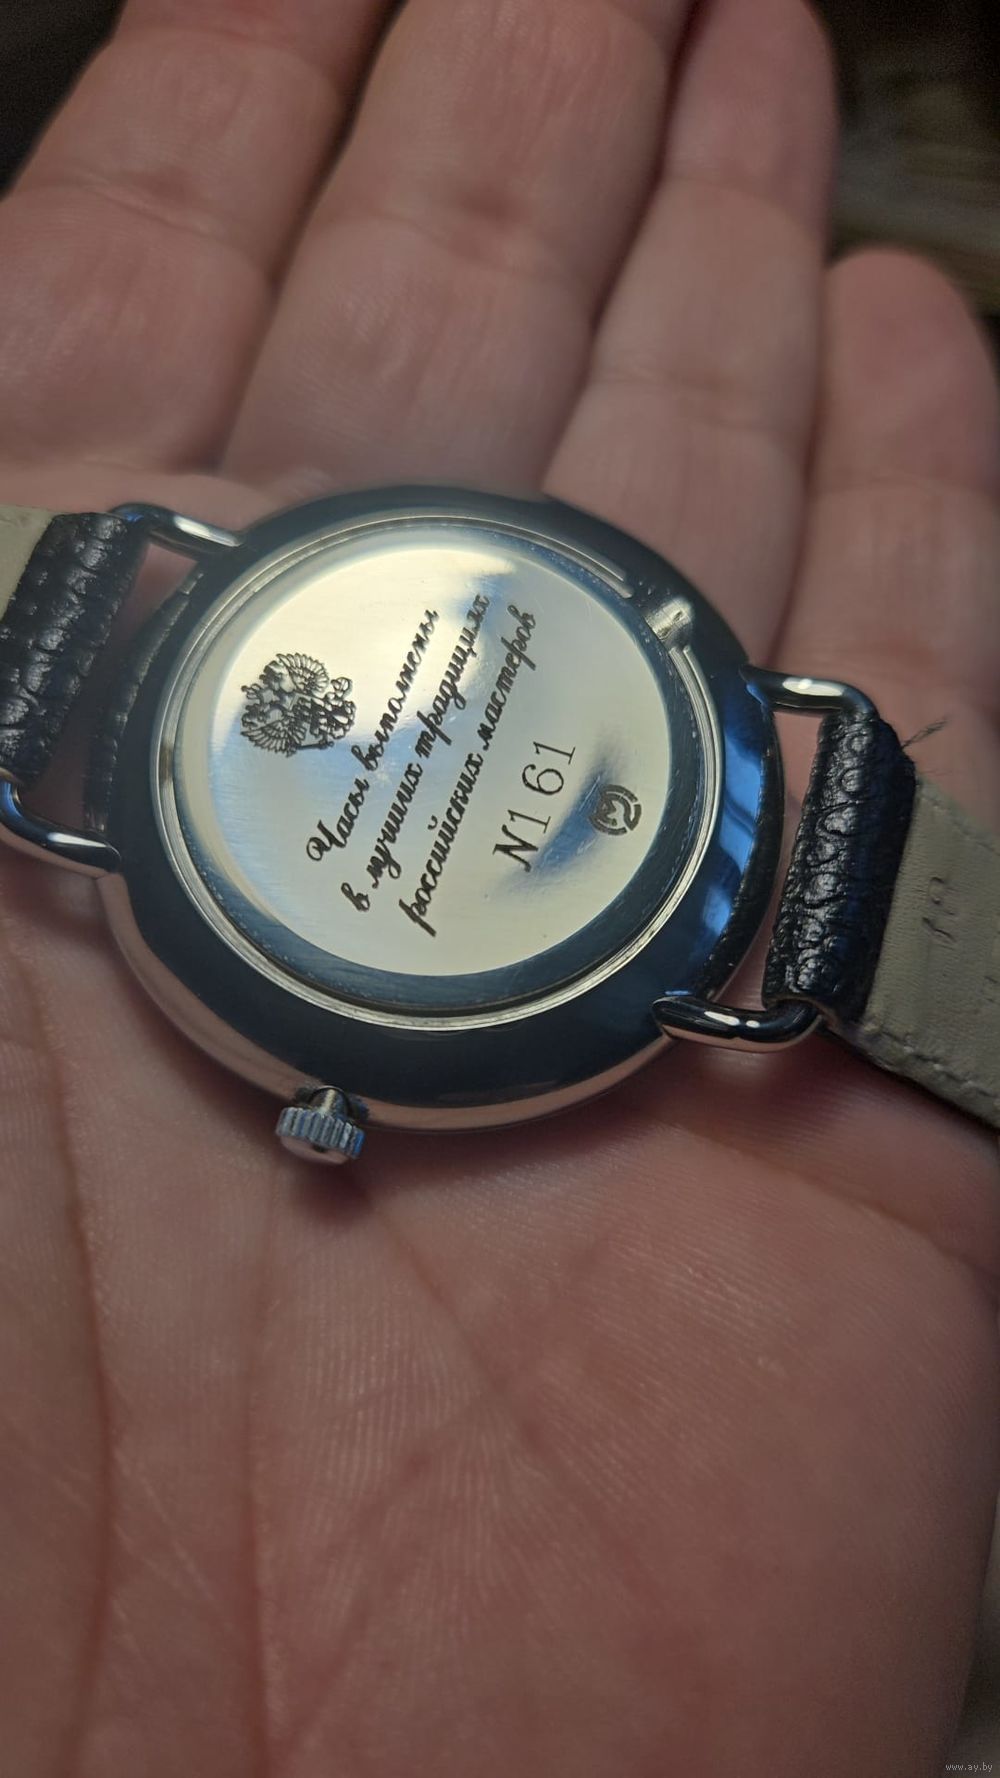 Часы выполнены
в лучших традициях
российских мастеров
N161
www.ay.by